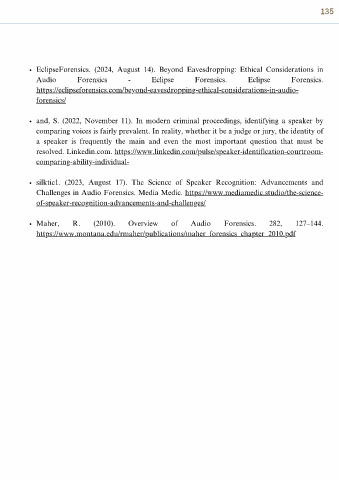 135
• EclipseForensics. (2024, August 14). Beyond Eavesdropping: Ethical Considerations in
Audio Forensics - Eclipse Forensics. Eclipse Forensics.
https://eclipseforensics.com/beyond-eavesdropping-ethical-considerations-in-audio-
forensics/
• and, S. (2022, November 11). In modern criminal proceedings, identifying a speaker by
comparing voices is fairly prevalent. In reality, whether it be a judge or jury, the identity of
a speaker is frequently the main and even the most important question that must be
resolved. Linkedin.com. https://www.linkedin.com/pulse/speaker-identification-courtroom-
comparing-ability-individual-
• silktic1. (2023, August 17). The Science of Speaker Recognition: Advancements and
Challenges in Audio Forensics. Media Medic. https://www.mediamedic.studio/the-science-
of-speaker-recognition-advancements-and-challenges/
• Maher, R. (2010). Overview of Audio Forensics. 282, 127–144.
https://www.montana.edu/rmaher/publications/maher_forensics_chapter_2010.pdf